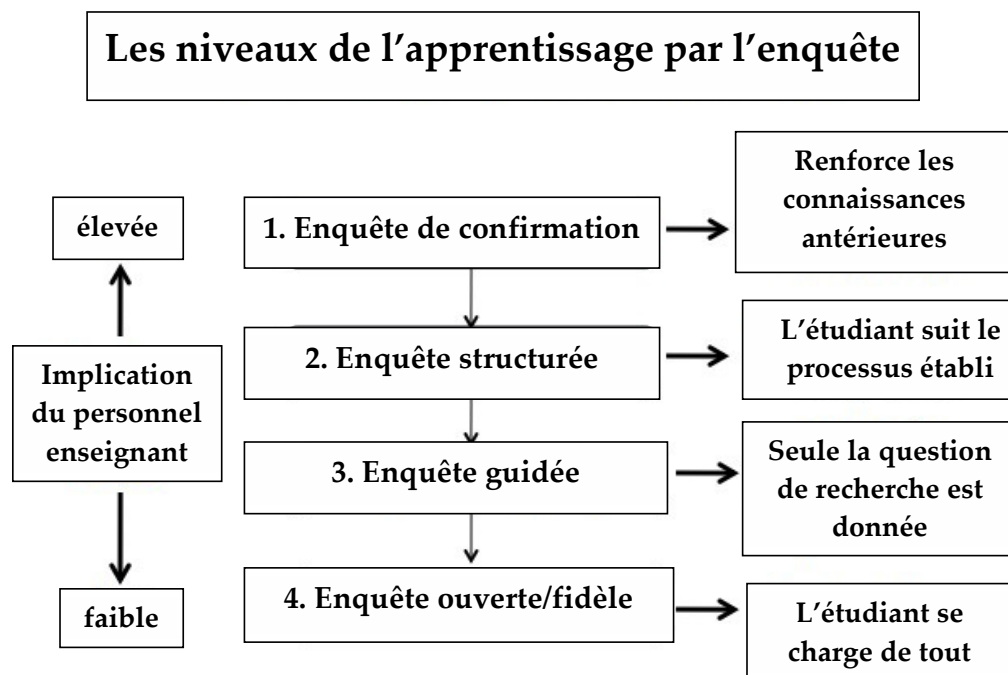 Les niveaux de l’apprentissage par l’enquête
élevée
Implication
du personnel
enseignant
faible
1. Enquête de confirmation
Renforce les
connaissances
antérieures
2. Enquête structurée
L’étudiant suit le
processus établi
3. Enquête guidée
Seule la question
de recherche est
donnée
4. Enquête ouverte/fidèle
L’étudiant se
charge de tout